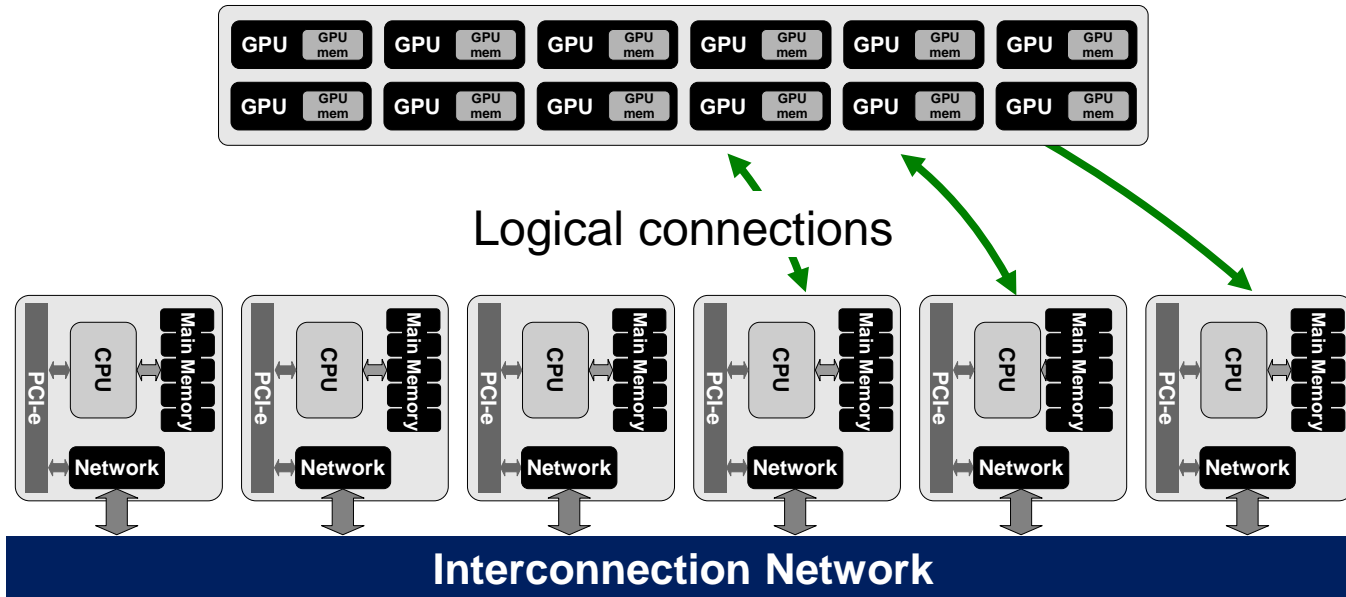 GPU GPU mem GPU GPU mem GPU GPU mem GPU GPU mem GPU GPU mem GPU GPU mem
GPU GPU mem GPU GPU mem GPU GPU mem GPU GPU mem GPU GPU mem GPU GPU mem
Logical connections
PCI-e
CPU
Main Memory
Network
PCI-e
CPU
Main Memory
Network
PCI-e
CPU
Main Memory
Network
PCI-e
CPU
Main Memory
Network
PCI-e
CPU
Main Memory
Network
PCI-e
CPU
Main Memory
Network
Interconnection Network